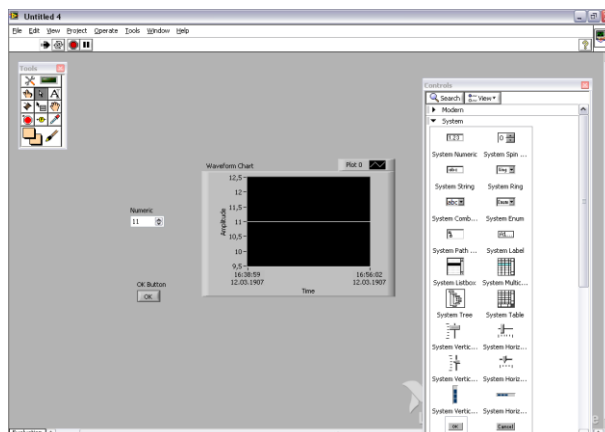 Untitled 4
File Edit View Project Operate Tools Window Help
Tools
Controls
Search View
Modern
System
1.23
System Numeric System Spin ...
abc Ring
System String System Ring
abc Enum
System Comb... System Enum
System Path ... System Label
System Listbox System Multic...
System Tree System Table
System Vertic... System Horiz...
System Vertic... System Horiz...
System Vertic... System Horiz...
OK Cancel
Waveform Chart Plot 0
12,5
12
11,5
11
10,5
10
9,5
Amplitude
16:38:59 16:56:02
12.03.1907 12.03.1907
Time
Numeric
11
OK Button
OK